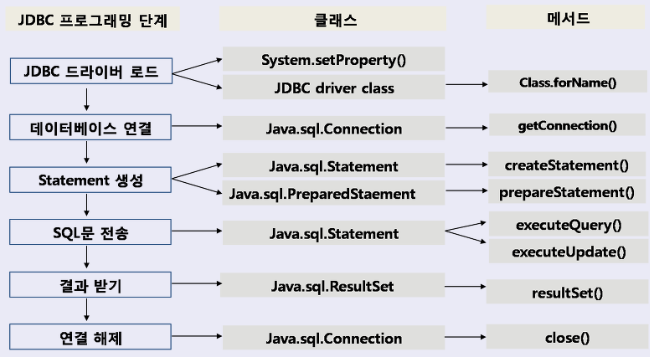 JDBC 프로그래밍 단계
클래스
메서드
JDBC 드라이버 로드
System.setProperty()
JDBC driver class
Class.forName()
데이터베이스 연결
Java.sql.Connection
getConnection()
Statement 생성
Java.sql.Statement
createStatement()
Java.sql.PreparedStaement
prepareStatement()
SQL문 전송
Java.sql.Statement
executeQuery()
executeUpdate()
결과 받기
Java.sql.ResultSet
resultSet()
연결 해제
Java.sql.Connection
close()